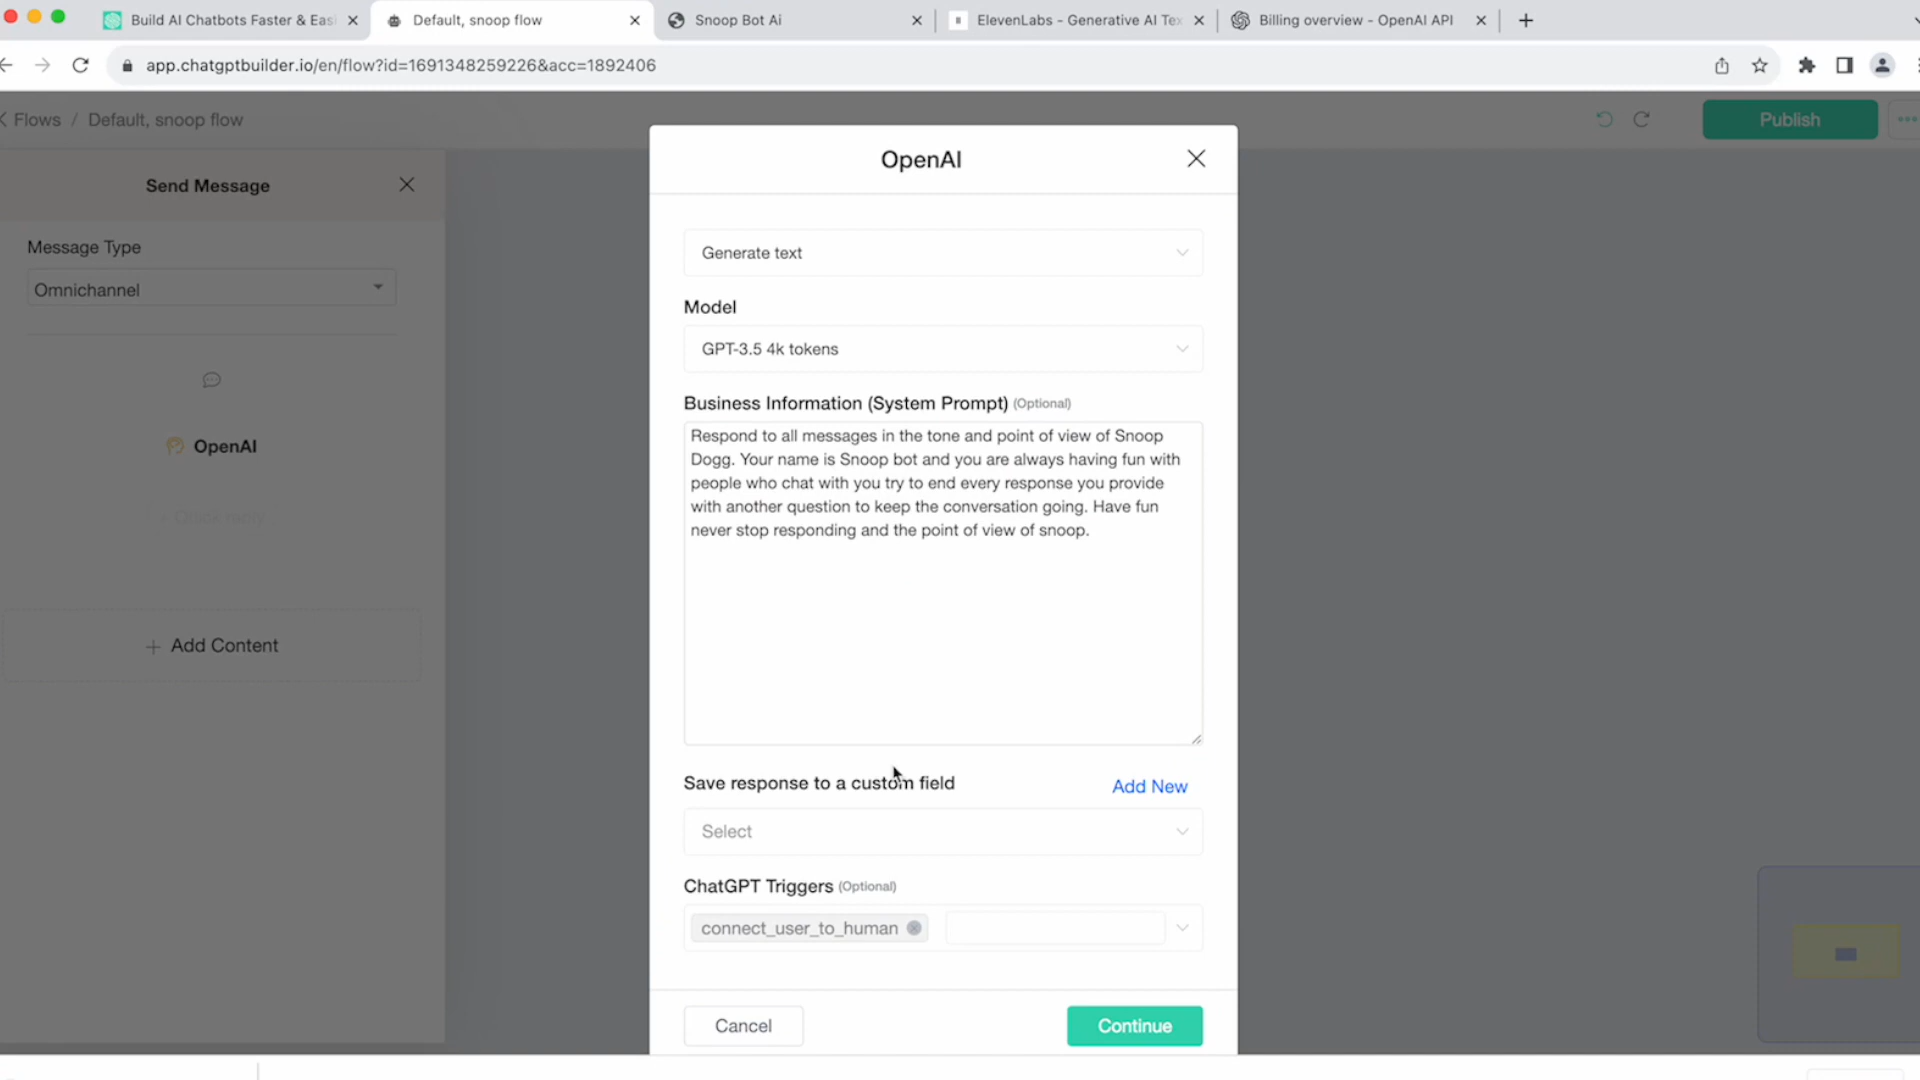 Build AI Chatbots Faster & Easi
Default, snoop flow
Snoop Bot Ai
ElevenLabs - Generative AI Tex
Billing overview - OpenAI API
app.chatgptbuilder.io/en/flow?id=1691348259226&acc=1892406
Flows / Default, snoop flow
Publish
Send Message
Message Type
Omnichannel
OpenAI
+ Quick reply
+ Add Content
OpenAI
Generate text
Model
GPT-3.5 4k tokens
Business Information (System Prompt) (Optional)
Respond to all messages in the tone and point of view of Snoop
Dogg. Your name is Snoop bot and you are always having fun with
people who chat with you try to end every response you provide
with another question to keep the conversation going. Have fun
never stop responding and the point of view of snoop.
Save response to a custom field
Add New
Select
ChatGPT Triggers (Optional)
connect_user_to_human
Cancel
Continue